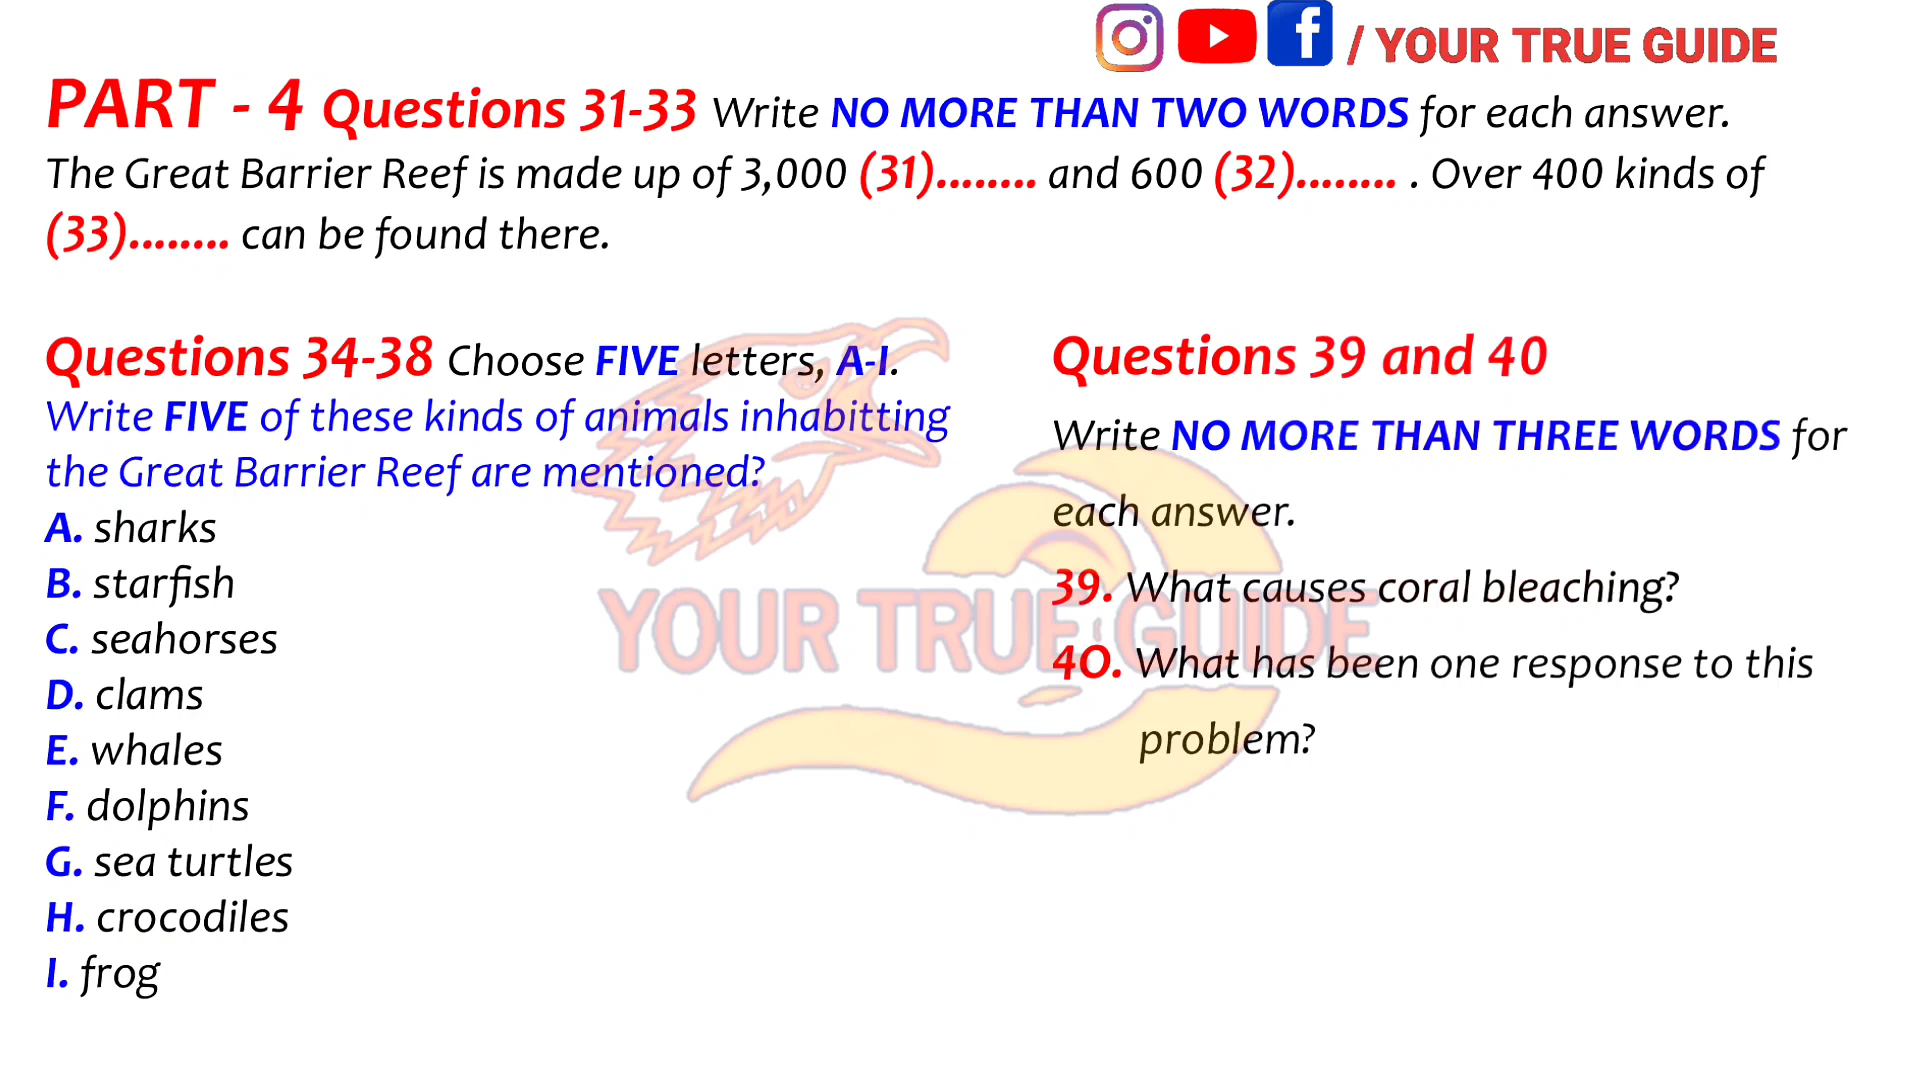 / YOUR TRUE GUIDE
PART - 4 Questions 31-33 Write NO MORE THAN TWO WORDS for each answer.
The Great Barrier Reef is made up of 3,000 (31)........ and 600 (32)........ . Over 400 kinds of
(33)........ can be found there.
Questions 34-38 Choose FIVE letters, A-I.
Write FIVE of these kinds of animals inhabitting
the Great Barrier Reef are mentioned?
A. sharks
B. starfish
C. seahorses
D. clams
E. whales
F. dolphins
G. sea turtles
H. crocodiles
I. frog
Questions 39 and 40
Write NO MORE THAN THREE WORDS for
each answer.
39. What causes coral bleaching?
40. What has been one response to this
problem?
YOUR TRUE GUIDE